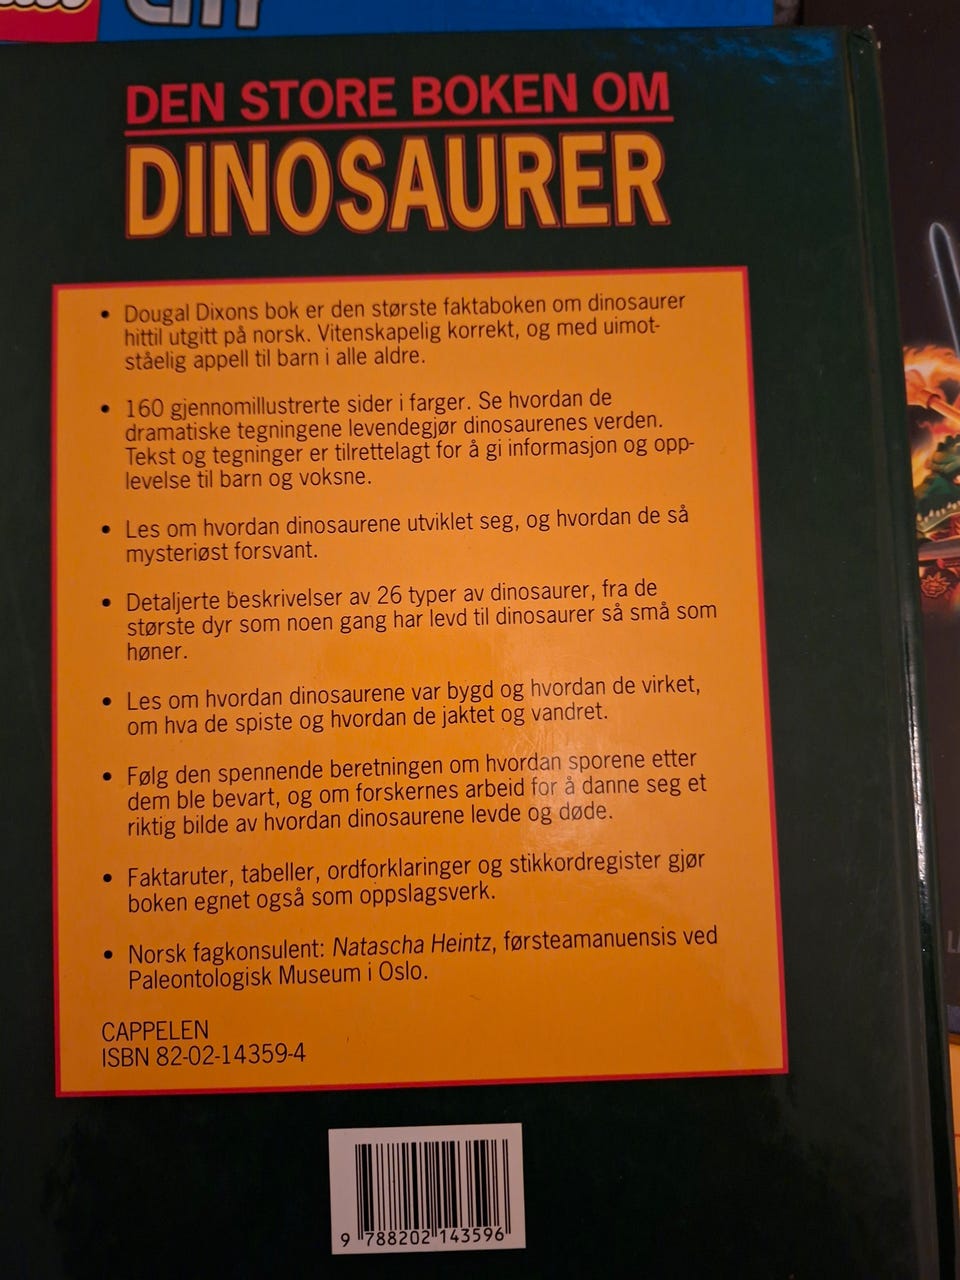 CITY
DEN STORE BOKEN OM
DINOSAURER
• Dougal Dixons bok er den største faktaboken om dinosaurer
hittil utgitt på norsk. Vitenskapelig korrekt, og med uimot-
ståelig appell til barn i alle aldre.
• 160 gjennomillustrerte sider i farger. Se hvordan de
dramatiske tegningene levendegjør dinosaurenes verden.
Tekst og tegninger er tilrettelagt for å gi informasjon og opp-
levelse til barn og voksne.
• Les om hvordan dinosaurene utviklet seg, og hvordan de så
mysteriøst forsvant.
• Detaljerte beskrivelser av 26 typer av dinosaurer, fra de
største dyr som noen gang har levd til dinosaurer så små som
høner.
• Les om hvordan dinosaurene var bygd og hvordan de virket,
om hva de spiste og hvordan de jaktet og vandret.
• Følg den spennende beretningen om hvordan sporene etter
dem ble bevart, og om forskernes arbeid for å danne seg et
riktig bilde av hvordan dinosaurene levde og døde.
• Faktaruter, tabeller, ordforklaringer og stikkordregister gjør
boken egnet også som oppslagsverk.
• Norsk fagkonsulent: Natascha Heintz, førsteamanuensis ved
Paleontologisk Museum i Oslo.
CAPPELEN
ISBN 82-02-14359-4
9 788202 143596